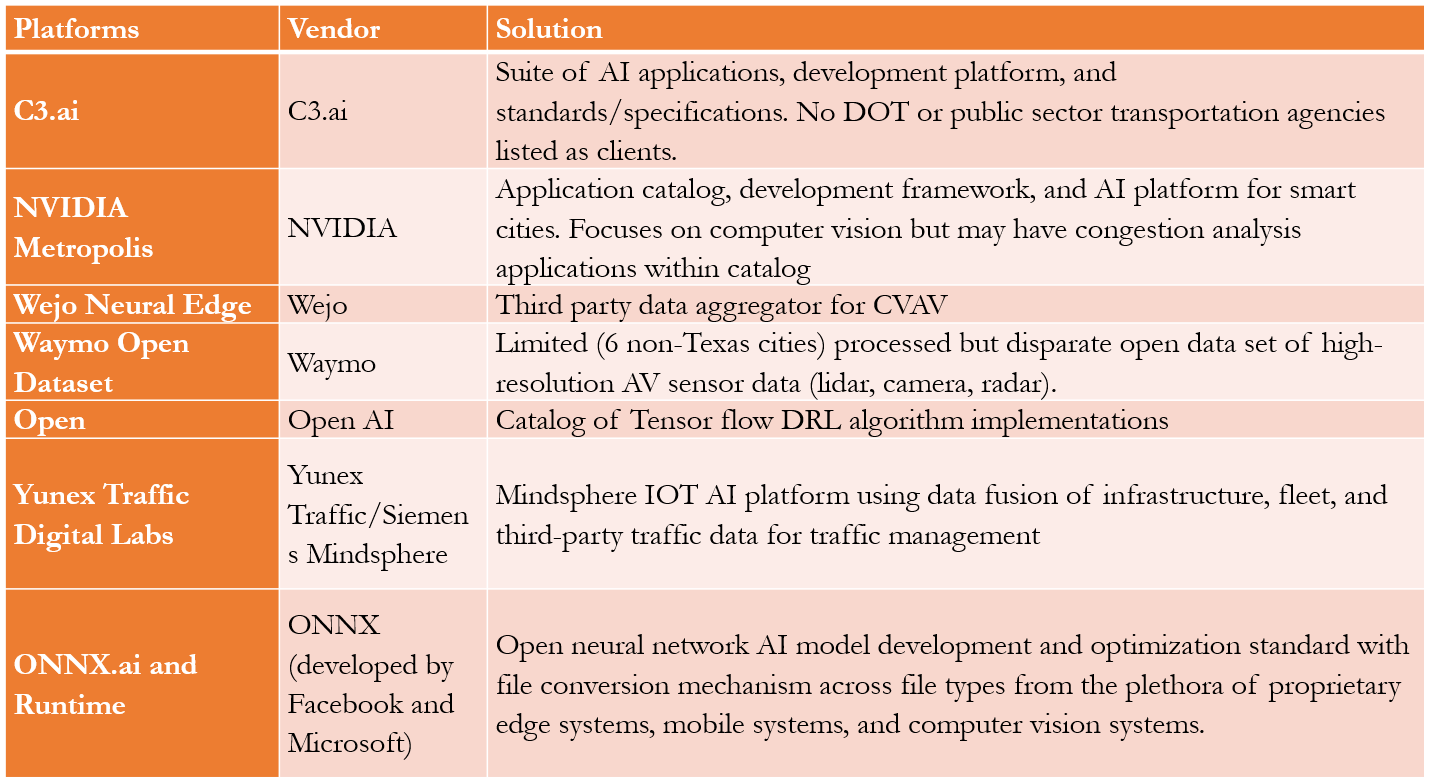 Platforms Vendor Solution
C3.ai C3.ai Suite of AI applications, development platform, and
standards/specifications. No DOT or public sector transportation agencies
listed as clients.
NVIDIA
Metropolis
NVIDIA
Application catalog, development framework, and AI platform for smart
cities. Focuses on computer vision but may have congestion analysis
applications within catalog
Wejo Neural Edge Wejo Third party data aggregator for CVAV
Waymo Open
Dataset
Waymo
Limited (6 non-Texas cities) processed but disparate open data set of high-
resolution AV sensor data (lidar, camera, radar).
Open Open AI Catalog of Tensor flow DRL algorithm implementations
Yunex Traffic
Digital Labs
Yunex
Traffic/Siemen
s Mindsphere
Mindsphere IOT AI platform using data fusion of infrastructure, fleet, and
third-party traffic data for traffic management
ONNX.ai and
Runtime
ONNX
(developed by
Facebook and
Microsoft)
Open neural network AI model development and optimization standard with
file conversion mechanism across file types from the plethora of proprietary
edge systems, mobile systems, and computer vision systems.